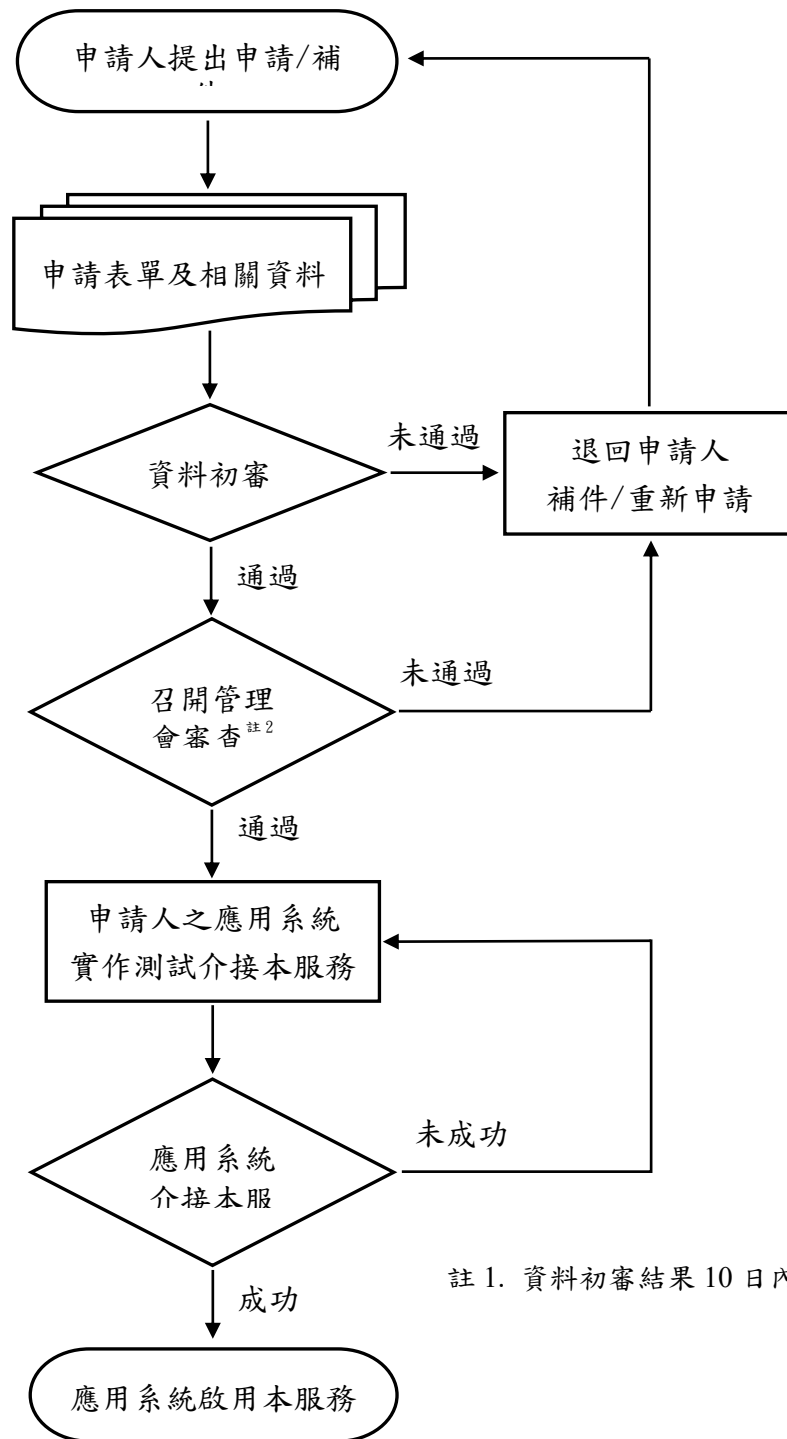 申請人提出申請/補
申請表單及相關資料
資料初審
未通過
退回申請人
補件/重新申請
通過
召開管理
會審查註2
未通過
通過
申請人之應用系統
實作測試介接本服務
應用系統
介接本服
未成功
註 1. 資料初審結果 10 日內
成功
應用系統啟用本服務